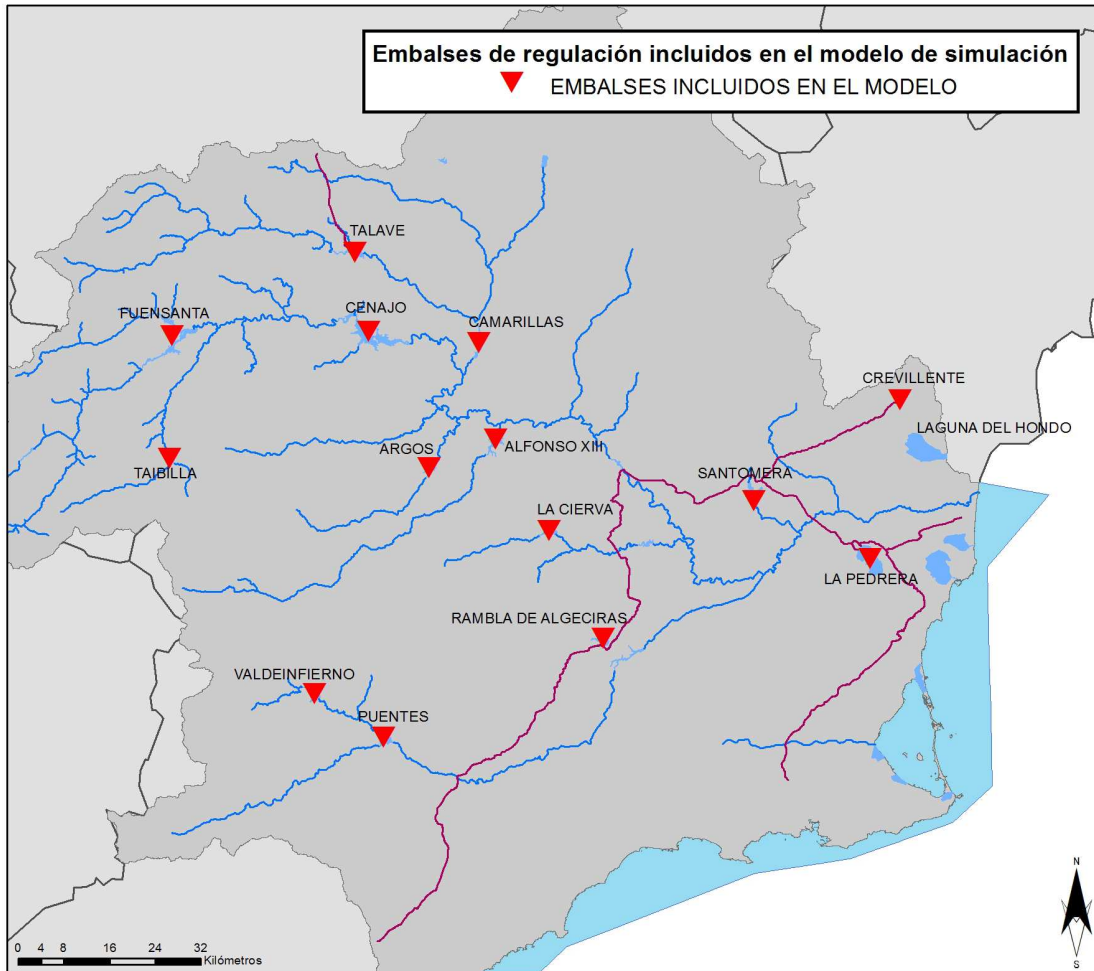 Embalses de regulación incluidos en el modelo de simulación
EMBALSES INCLUIDOS EN EL MODELO
TALAVE
FUENSANTA
CENAJO
CAMARILLAS
CREVILLENTE
LAGUNA DEL HONDO
ARGOS
ALFONSO XIII
TAIBILLA
SANTOMERA
LA CIERVA
LA PEDRERA
RAMBLA DE ALGECIRAS
VALDEINFIERNO
PUENTES
N
S
0 4 8 16 24 32
Kilómetros